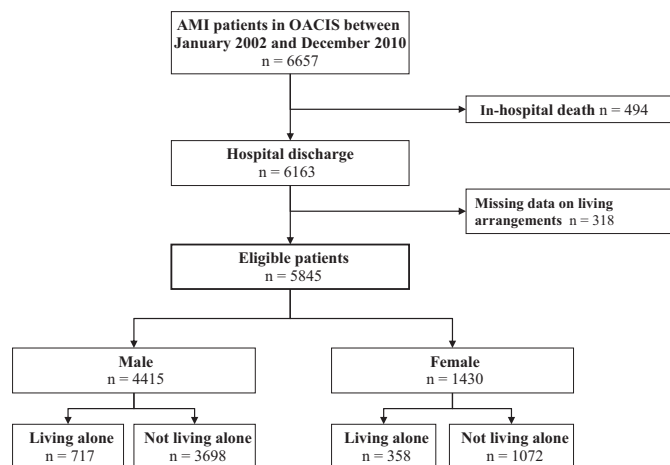 AMI patients in OACIS between
January 2002 and December 2010
n = 6657
In-hospital death n = 494
Hospital discharge
n = 6163
Missing data on living
arrangements n = 318
Eligible patients
n = 5845
Male
n = 4415
Female
n = 1430
Living alone
n = 717
Not living alone
n = 3698
Living alone
n = 358
Not living alone
n = 1072